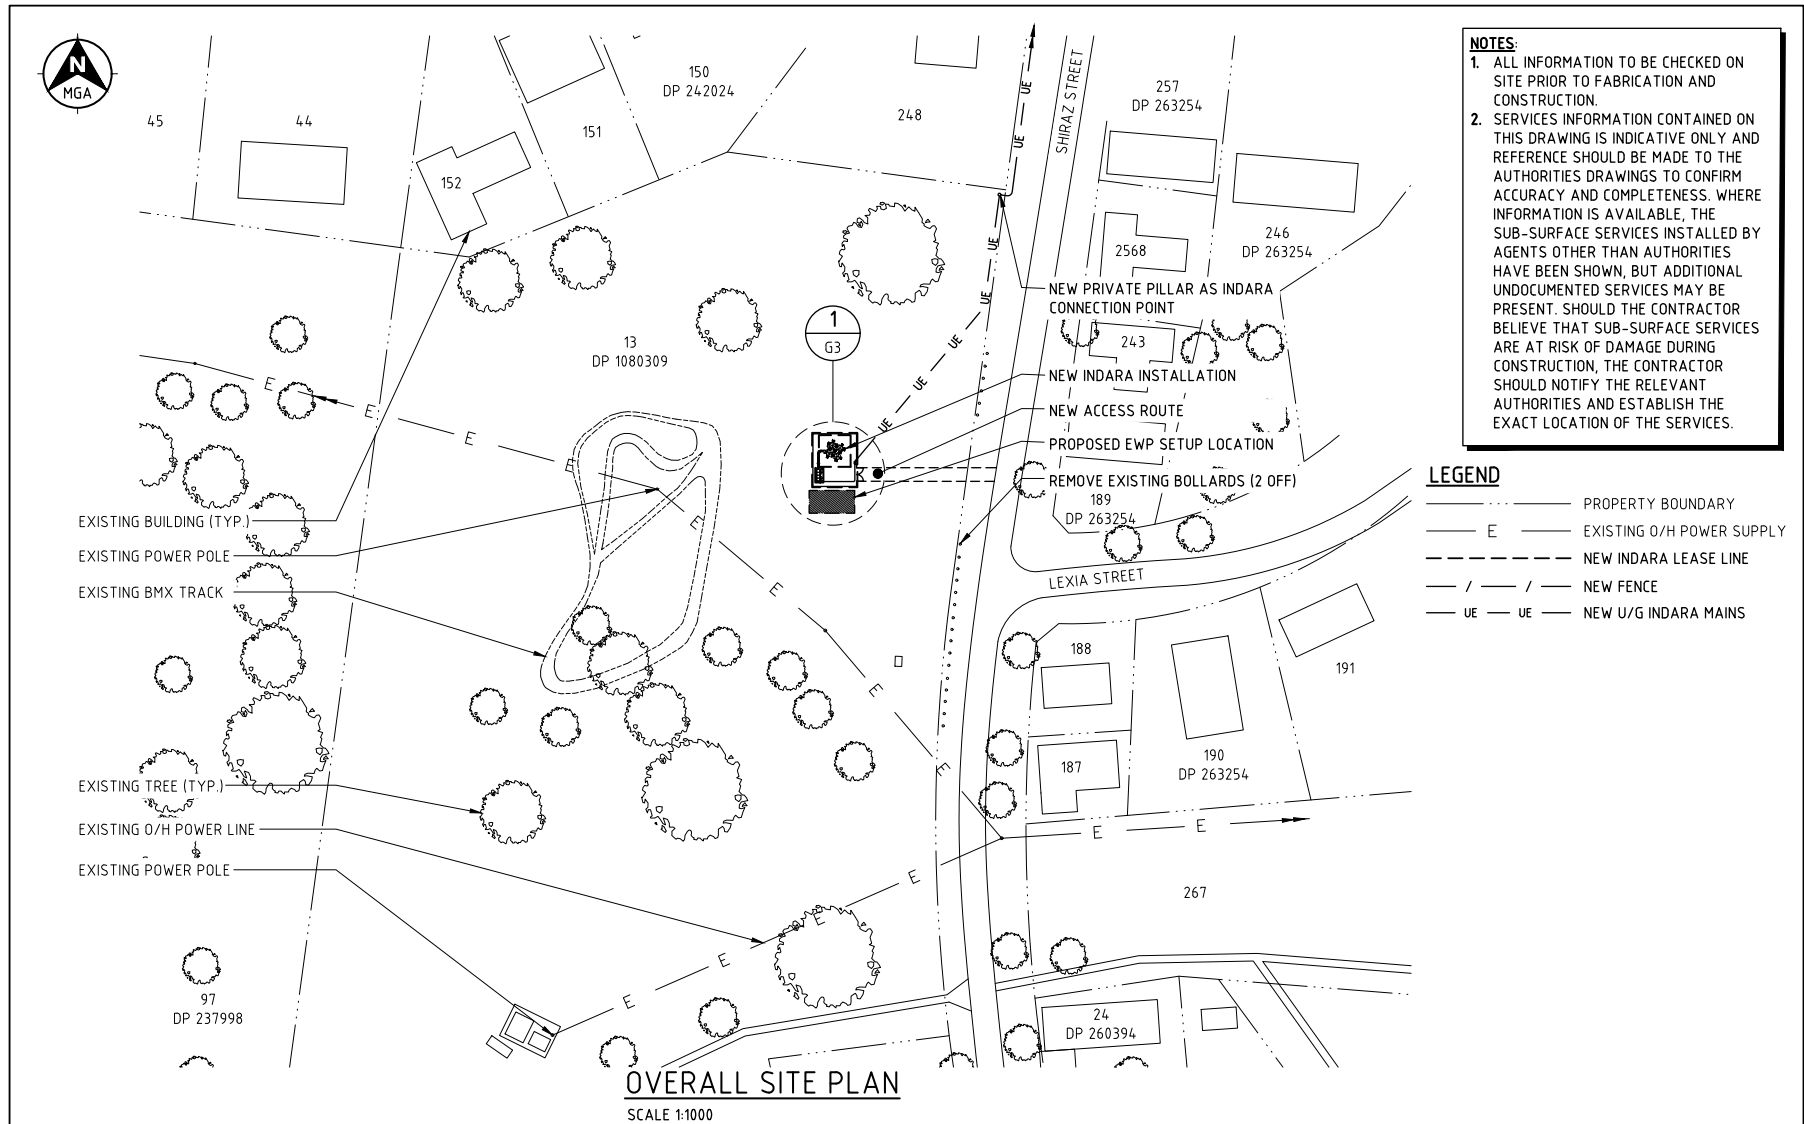 N
MGA
45
44
152
151
150
DP 242024
248
UE
UE
SHIRAZ STREET
257
DP 263254
2568
246
DP 263254
UE
UE
UE
UE
UE
NEW PRIVATE PILLAR AS INDARA
CONNECTION POINT
1
G3
13
DP 1080309
243
NEW INDARA INSTALLATION
NEW ACCESS ROUTE
PROPOSED EWP SETUP LOCATION
REMOVE EXISTING BOLLARDS (2 OFF)
189
DP 263254
E
E
E
E
E
E
E
E
EXISTING BUILDING (TYP.)
EXISTING POWER POLE
EXISTING BMX TRACK
LEXIA STREET
188
191
190
DP 263254
187
EXISTING TREE (TYP.)
EXISTING O/H POWER LINE
EXISTING POWER POLE
E
E
E
E
E
E
267
97
DP 237998
24
DP 260394
OVERALL SITE PLAN
SCALE 1:1000
NOTES:
1. ALL INFORMATION TO BE CHECKED ON
SITE PRIOR TO FABRICATION AND
CONSTRUCTION.
2. SERVICES INFORMATION CONTAINED ON
THIS DRAWING IS INDICATIVE ONLY AND
REFERENCE SHOULD BE MADE TO THE
AUTHORITIES DRAWINGS TO CONFIRM
ACCURACY AND COMPLETENESS. WHERE
INFORMATION IS AVAILABLE, THE
SUB-SURFACE SERVICES INSTALLED BY
AGENTS OTHER THAN AUTHORITIES
HAVE BEEN SHOWN, BUT ADDITIONAL
UNDOCUMENTED SERVICES MAY BE
PRESENT. SHOULD THE CONTRACTOR
BELIEVE THAT SUB-SURFACE SERVICES
ARE AT RISK OF DAMAGE DURING
CONSTRUCTION, THE CONTRACTOR
SHOULD NOTIFY THE RELEVANT
AUTHORITIES AND ESTABLISH THE
EXACT LOCATION OF THE SERVICES.
LEGEND
PROPERTY BOUNDARY
E EXISTING O/H POWER SUPPLY
NEW INDARA LEASE LINE
/ / NEW FENCE
UE UE NEW U/G INDARA MAINS